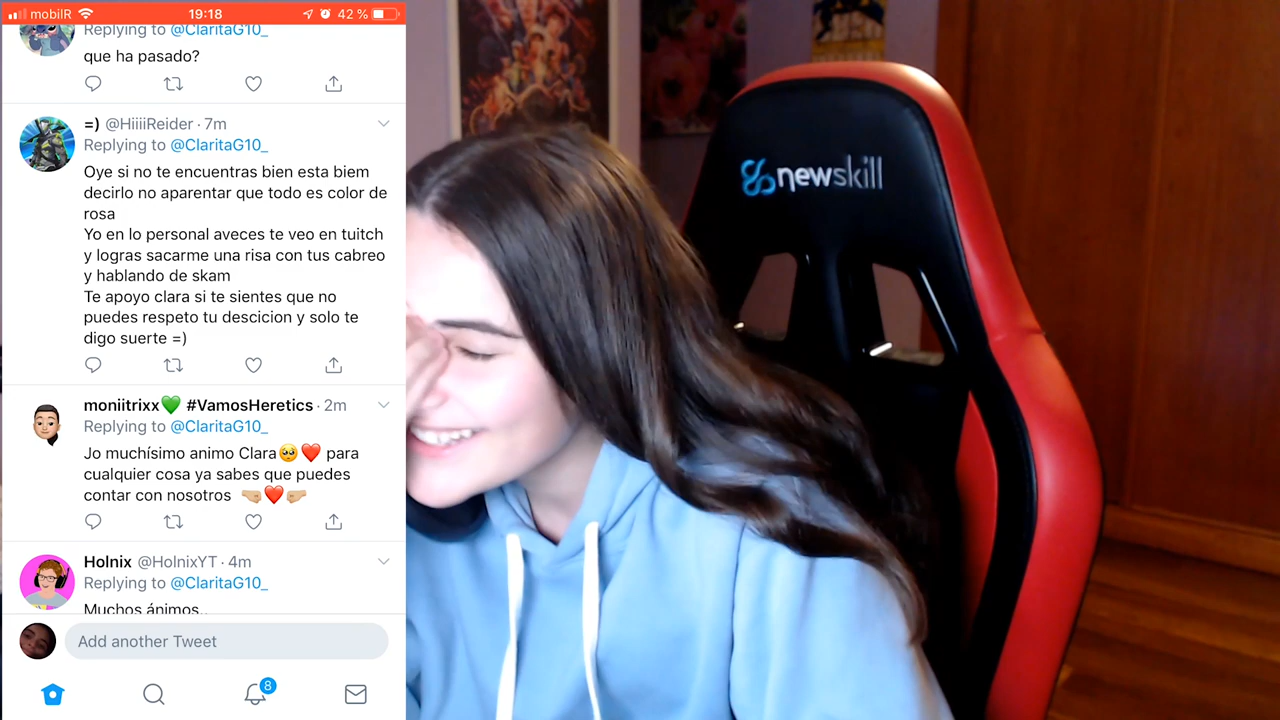 mobilR 19:18 42 %
Replying to @ClaritaG10_
que ha pasado?
=) @HiiiiReider · 7m
Replying to @ClaritaG10_
Oye si no te encuentras bien esta biem
decirlo no aparentar que todo es color de
rosa
Yo en lo personal aveces te veo en tuitch
y logras sacarme una risa con tus cabreo
y hablando de skam
Te apoyo clara si te sientes que no
puedes respeto tu descicion y solo te
digo suerte =)
moniitrixx💚 #VamosHeretics · 2m
Replying to @ClaritaG10_
Jo muchísimo animo Clara🥺❤️ para
cualquier cosa ya sabes que puedes
contar con nosotros 🤜🏼❤️🤛🏼
Holnix @HolnixYT · 4m
Replying to @ClaritaG10_
Muchos ánimos..
Add another Tweet
8
newskill